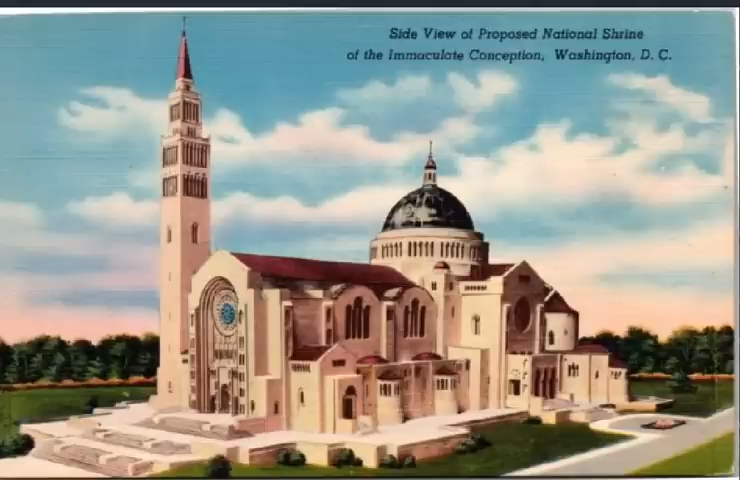 Side View of Proposed National Shrine
of the Immaculate Conception, Washington, D. C.